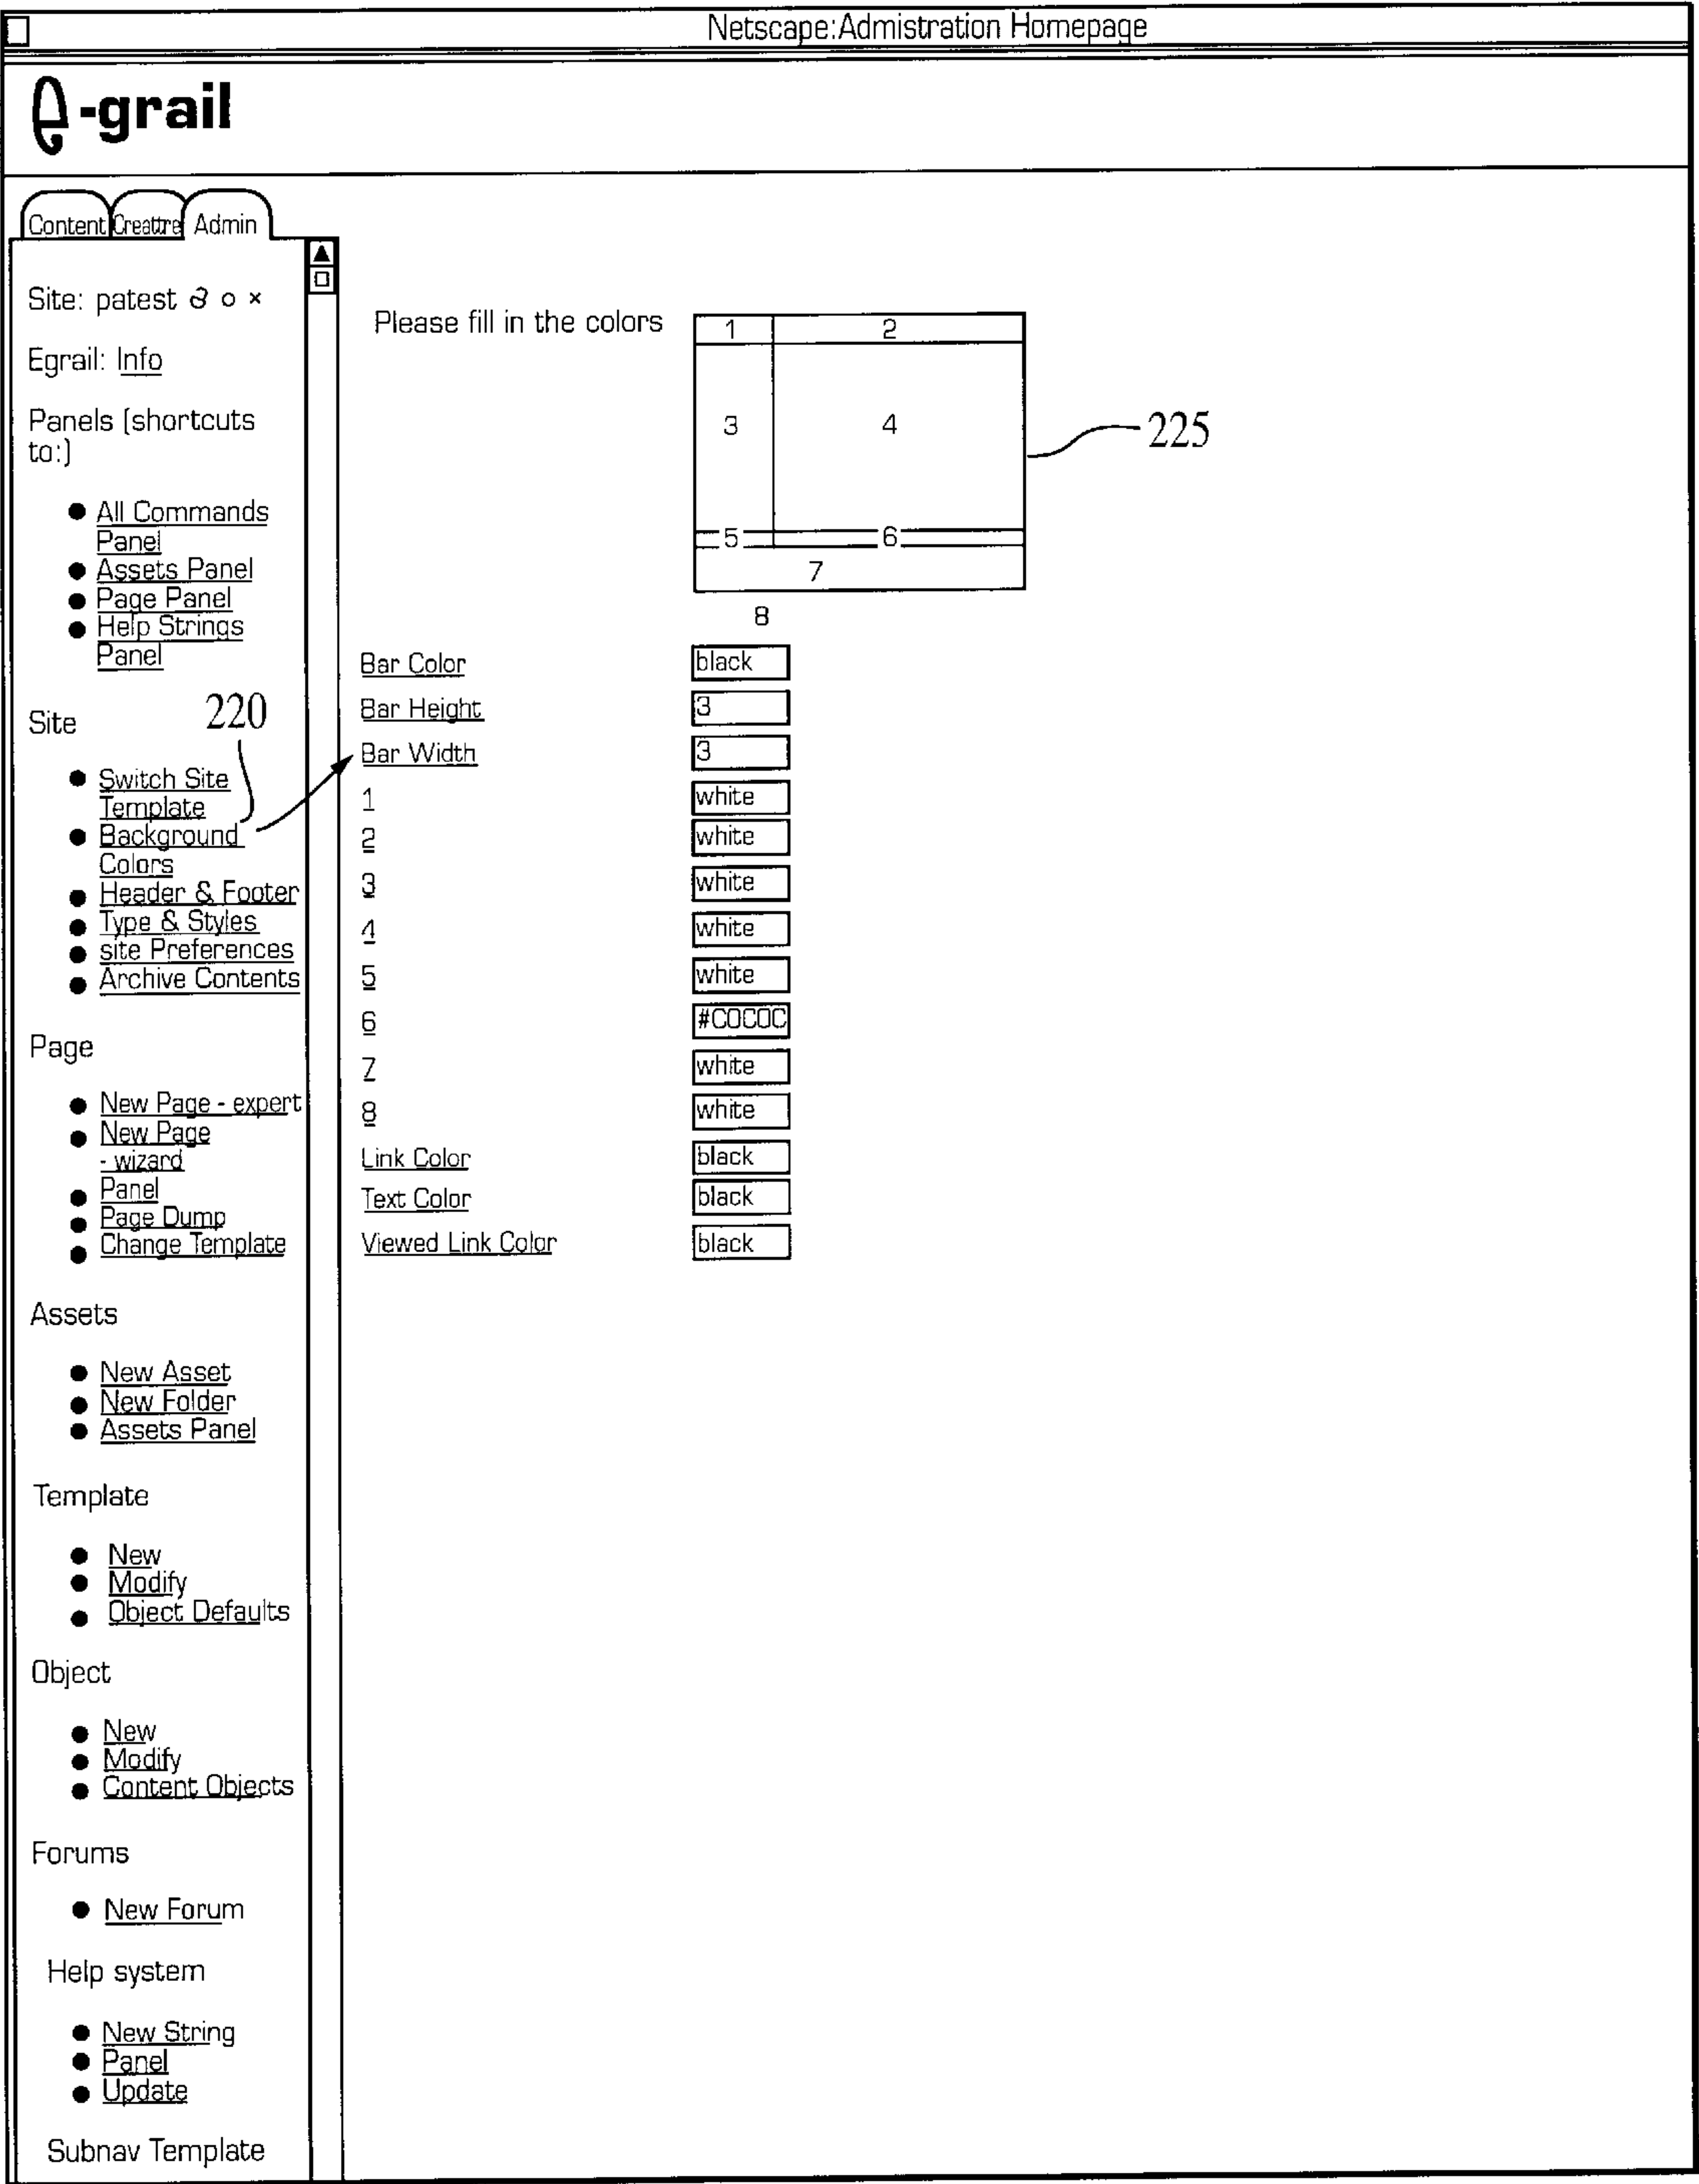 Netscape:Admistration Homepage
e-grail
Content Creattre Admin
Site: patest
Egrail: Info
Panels (shortcuts
to:)
All Commands
Panel
Assets Panel
Page Panel
Help Strings
Panel
Site
220
Switch Site
Template
Background
Colors
Header & Footer
Type & Styles
site Preferences
Archive Contents
Page
New Page - expert
New Page
- wizard
Panel
Page Dump
Change Template
Assets
New Asset
New Folder
Assets Panel
Template
New
Modify
Object Defaults
Object
New
Modify
Content Objects
Forums
New Forum
Help system
New String
Panel
Update
Subnav Template
Please fill in the colors
1 2
3 4
225
5 6
7
8
Bar Color black
Bar Height 3
Bar Width 3
1 white
2 white
3 white
4 white
5 white
6 #C0C0C
7 white
8 white
Link Color black
Text Color black
Viewed Link Color black